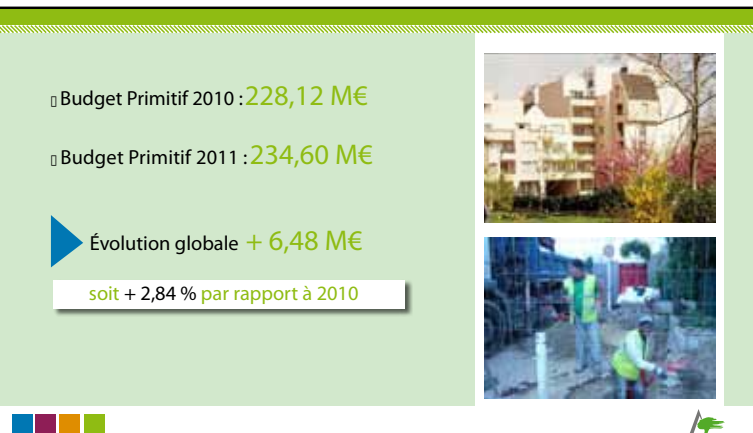 Budget Primitif 2010 : 228,12 M€
Budget Primitif 2011 : 234,60 M€
Évolution globale + 6,48 M€
soit + 2,84 % par rapport à 2010